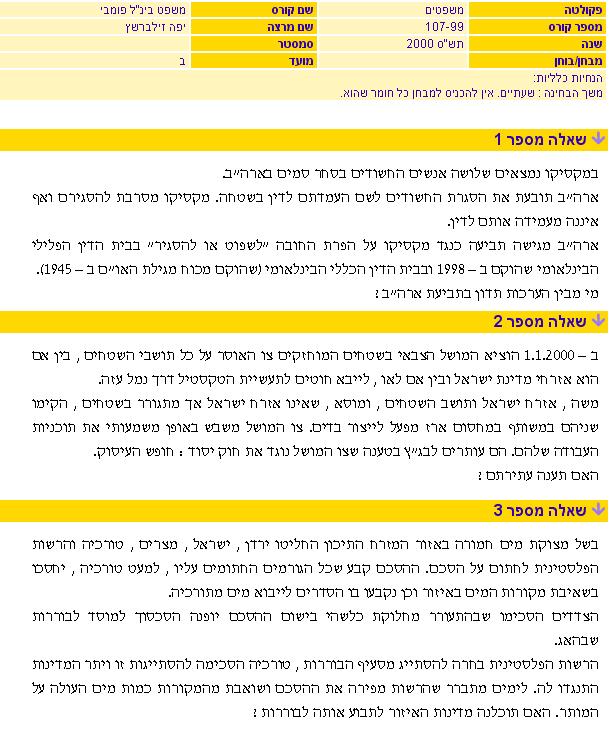 פקולטה משפטים שם קורס משפט בינ"ל פומבי
מספר קורס 107-99 שם מרצה יפה זילברשץ
שנה תש"ס 2000 סמסטר
מבחן/בוחן מועד ב
הנחיות כלליות:
משך הבחינה : שעתיים. אין להכניס למבחן כל חומר שהוא.
שאלה מספר 1
במקסיקו נמצאים שלושה אנשים החשודים בסחר סמים בארה״ב.
ארה״ב תובעת את הסגרת החשודים לשם העמדתם לדין בשטחה. מקסיקו מסרבת להסגירם ואף
איננה מעמידה אותם לדין.
ארה״ב מגישה תביעה כנגד מקסיקו על הפרת החובה ״לשפוט או להסגיר״ בבית הדין הפלילי
הבינלאומי שהוקם ב – 1998 ובבית הדין הכללי הבינלאומי (שהוקם מכוח מגילת האו״ם ב – 1945).
מי מבין הערכות תדון בתביעת ארה״ב ?
שאלה מספר 2
ב – 1.1.2000 הוציא המושל הצבאי בשטחים המוחזקים צו האוסר על כל תושבי השטחים , בין אם
הוא אזרחי מדינת ישראל ובין אם לאו , לייבא חוטים לתעשיית הטקסטיל דרך נמל עזה.
משה , אזרח ישראל ותושב השטחים , ומוסא , שאינו אזרח ישראל אך מתגורר בשטחים , הקימו
שניהם במשותף במחסום ארז מפעל לייצור בדים. צו המושל משבש באופן משמעותי את תוכניות
העבודה שלהם. הם עותרים לבג״ץ בטענה שצו המושל נוגד את חוק יסוד : חופש העיסוק.
האם תענה עתירתם ?
שאלה מספר 3
בשל מצוקת מים חמורה באזור המזרח התיכון החליטו ירדן , ישראל , מצרים , טורכיה והרשות
הפלסטינית לחתום על הסכם. ההסכם קבע שכל הגורמים החתומים עליו , למעט טורכיה , יחסכו
בשאיבת מקורות המים באיזור וכן נקבעו בו הסדרים לייבוא מים מתורכיה.
הצדדים הסכימו שבהתעורר מחלוקת כלשהי בישום ההסכם יופנה הסכסוך למוסד לבוררות
שבהאג.
הרשות הפלסטינית בחרה להסתייג מסעיף הבוררות , טורכיה הסכימה להסתייגות זו ויתר המדינות
התנגדו לה. לימים מתברר שהרשות מפירה את ההסכם ושואבת מהמקורות כמות מים העולה על
המותר. האם תוכלנה מדינות האיזור לתבוע אותה לבוררות ?